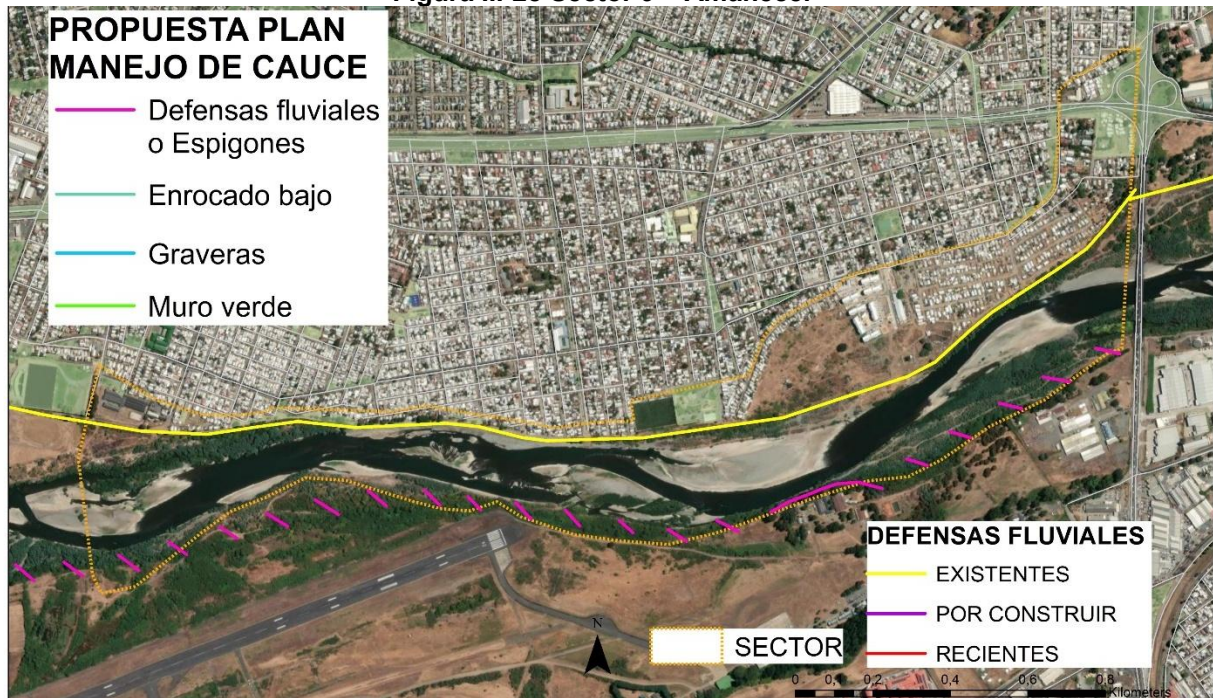 PROPUESTA PLAN
MANEJO DE CAUCE
Defensas fluviales
o Espigones
Enrocado bajo
Graveras
Muro verde
DEFENSAS FLUVIALES
EXISTENTES
POR CONSTRUIR
RECIENTES
N
SECTOR
0 0,1 0,2 0,4 0,6 0,8
Kilometers